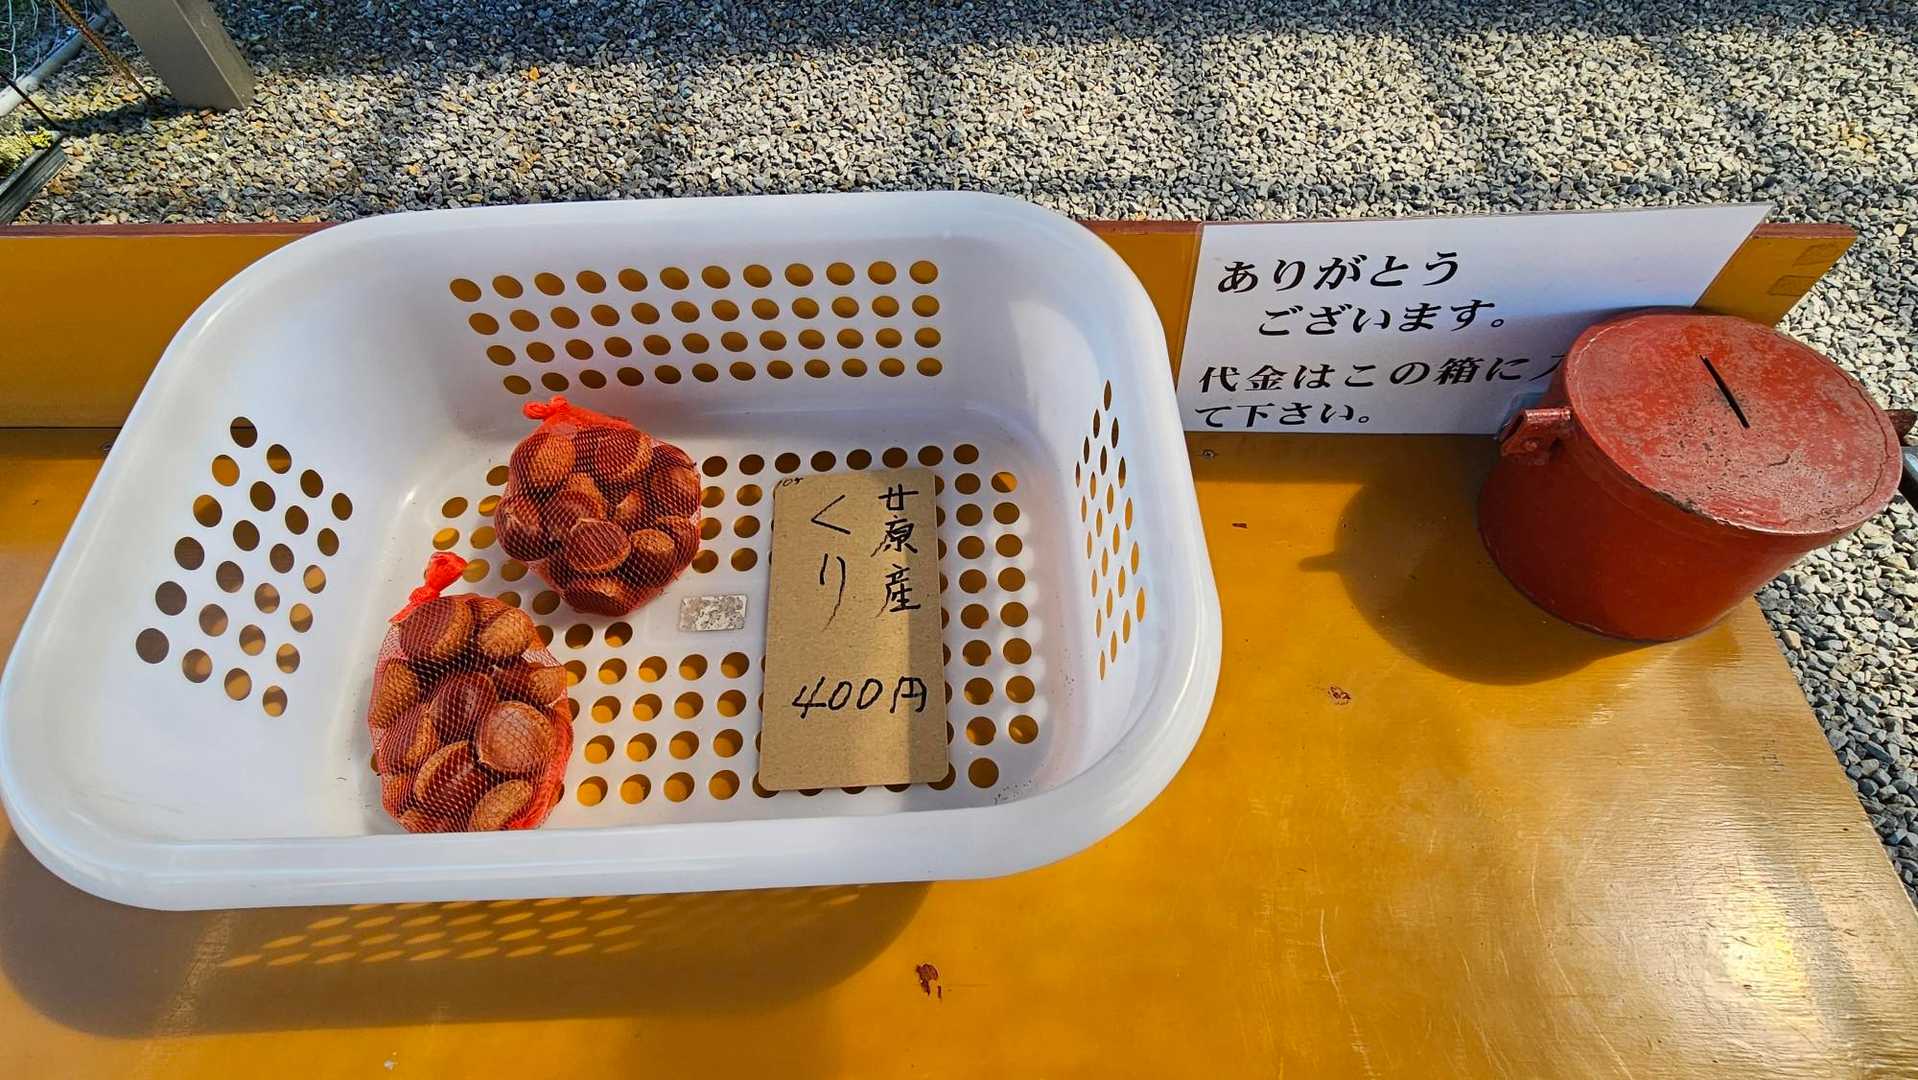 廿原産
くり
400円
ありがとう
ございます。
代金はこの箱に入
て下さい。